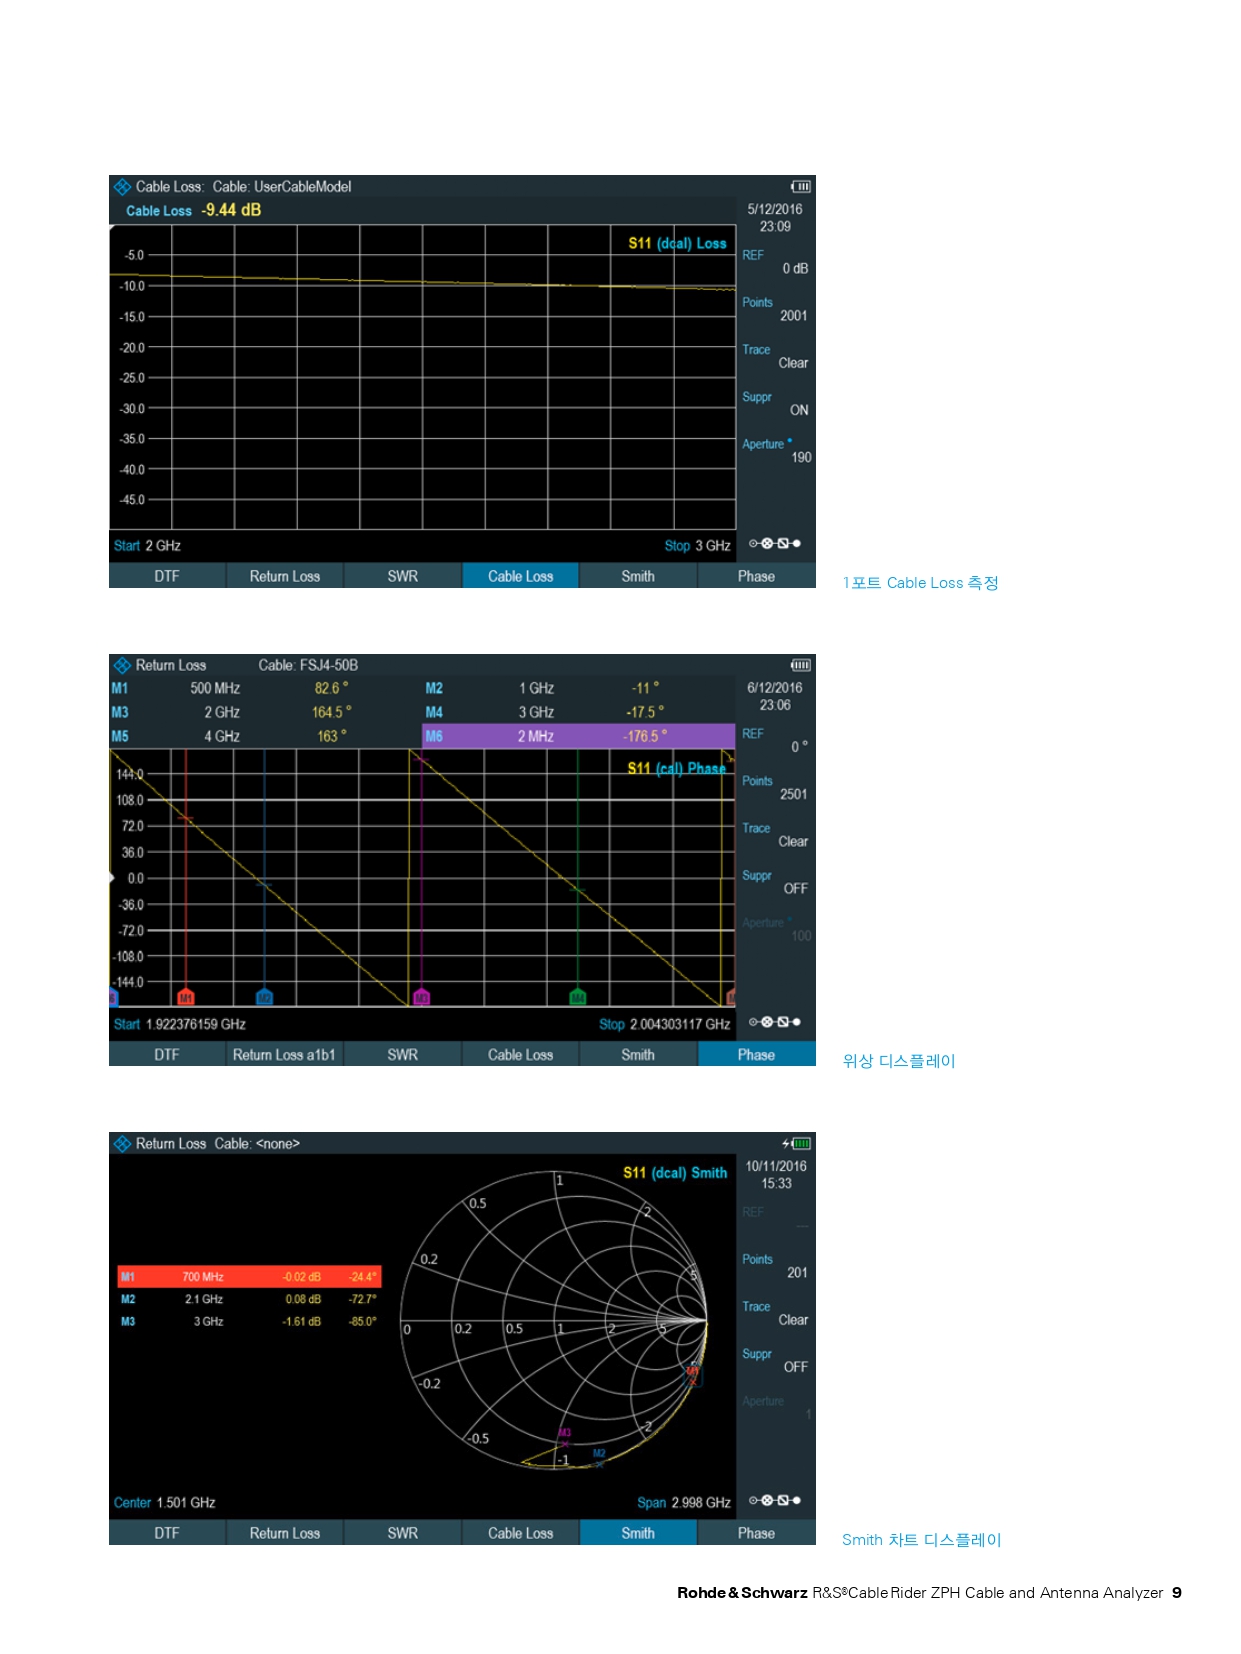 Cable Loss: Cable: UserCableModel
Cable Loss -9.44 dB
5/12/2016
23:09
S11 (dcal) Loss
REF
0 dB
Points
2001
Trace
Clear
Suppr
ON
Aperture
190
-5.0
-10.0
-15.0
-20.0
-25.0
-30.0
-35.0
-40.0
-45.0
Start 2 GHz
Stop 3 GHz
DTF Return Loss SWR Cable Loss Smith Phase
1포트 Cable Loss 측정
Return Loss Cable: FSJ4-50B
M1 500 MHz 82.6 ° M2 1 GHz -11 °
M3 2 GHz 164.5 ° M4 3 GHz -17.5 °
M5 4 GHz 163 ° M6 2 MHz -176.5 °
6/12/2016
23:06
S11 (cal) Phase
REF
0 °
Points
2501
Trace
Clear
Suppr
OFF
Aperture
100
144.0
108.0
72.0
36.0
0.0
-36.0
-72.0
-108.0
-144.0
M1 M2 M3 M4
Start 1.922376159 GHz
Stop 2.004303117 GHz
DTF Return Loss a1b1 SWR Cable Loss Smith Phase
위상 디스플레이
Return Loss Cable: <none>
10/11/2016
15:33
S11 (dcal) Smith
REF
---
Points
201
Trace
Clear
Suppr
OFF
Aperture
1
M1 700 MHz -0.02 dB -24.4°
M2 2.1 GHz 0.08 dB -72.7°
M3 3 GHz -1.61 dB -85.0°
1
0.5
2
0.2
5
0 0.2 0.5 1 2 5
-0.2
M1
-0.5
M3
M2
-2
-1
Center 1.501 GHz
Span 2.998 GHz
DTF Return Loss SWR Cable Loss Smith Phase
Smith 차트 디스플레이
Rohde & Schwarz R&S®Cable Rider ZPH Cable and Antenna Analyzer 9